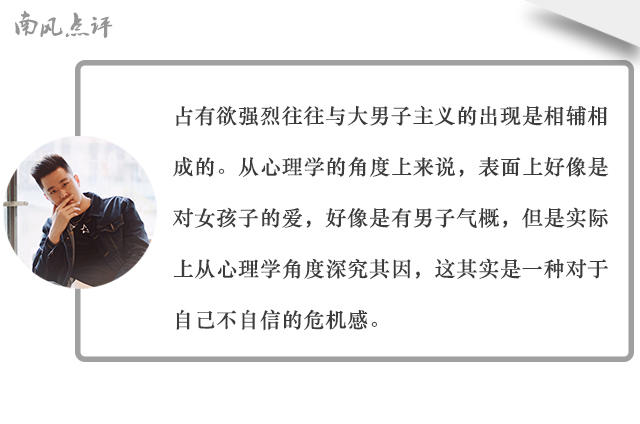 南风点评
占有欲强烈往往与大男子主义的出现是相辅相
成的。从心理学的角度上来说，表面上好像是
对女孩子的爱，好像是有男子气概，但是实际
上从心理学角度深究其因，这其实是一种对于
自己不自信的危机感。